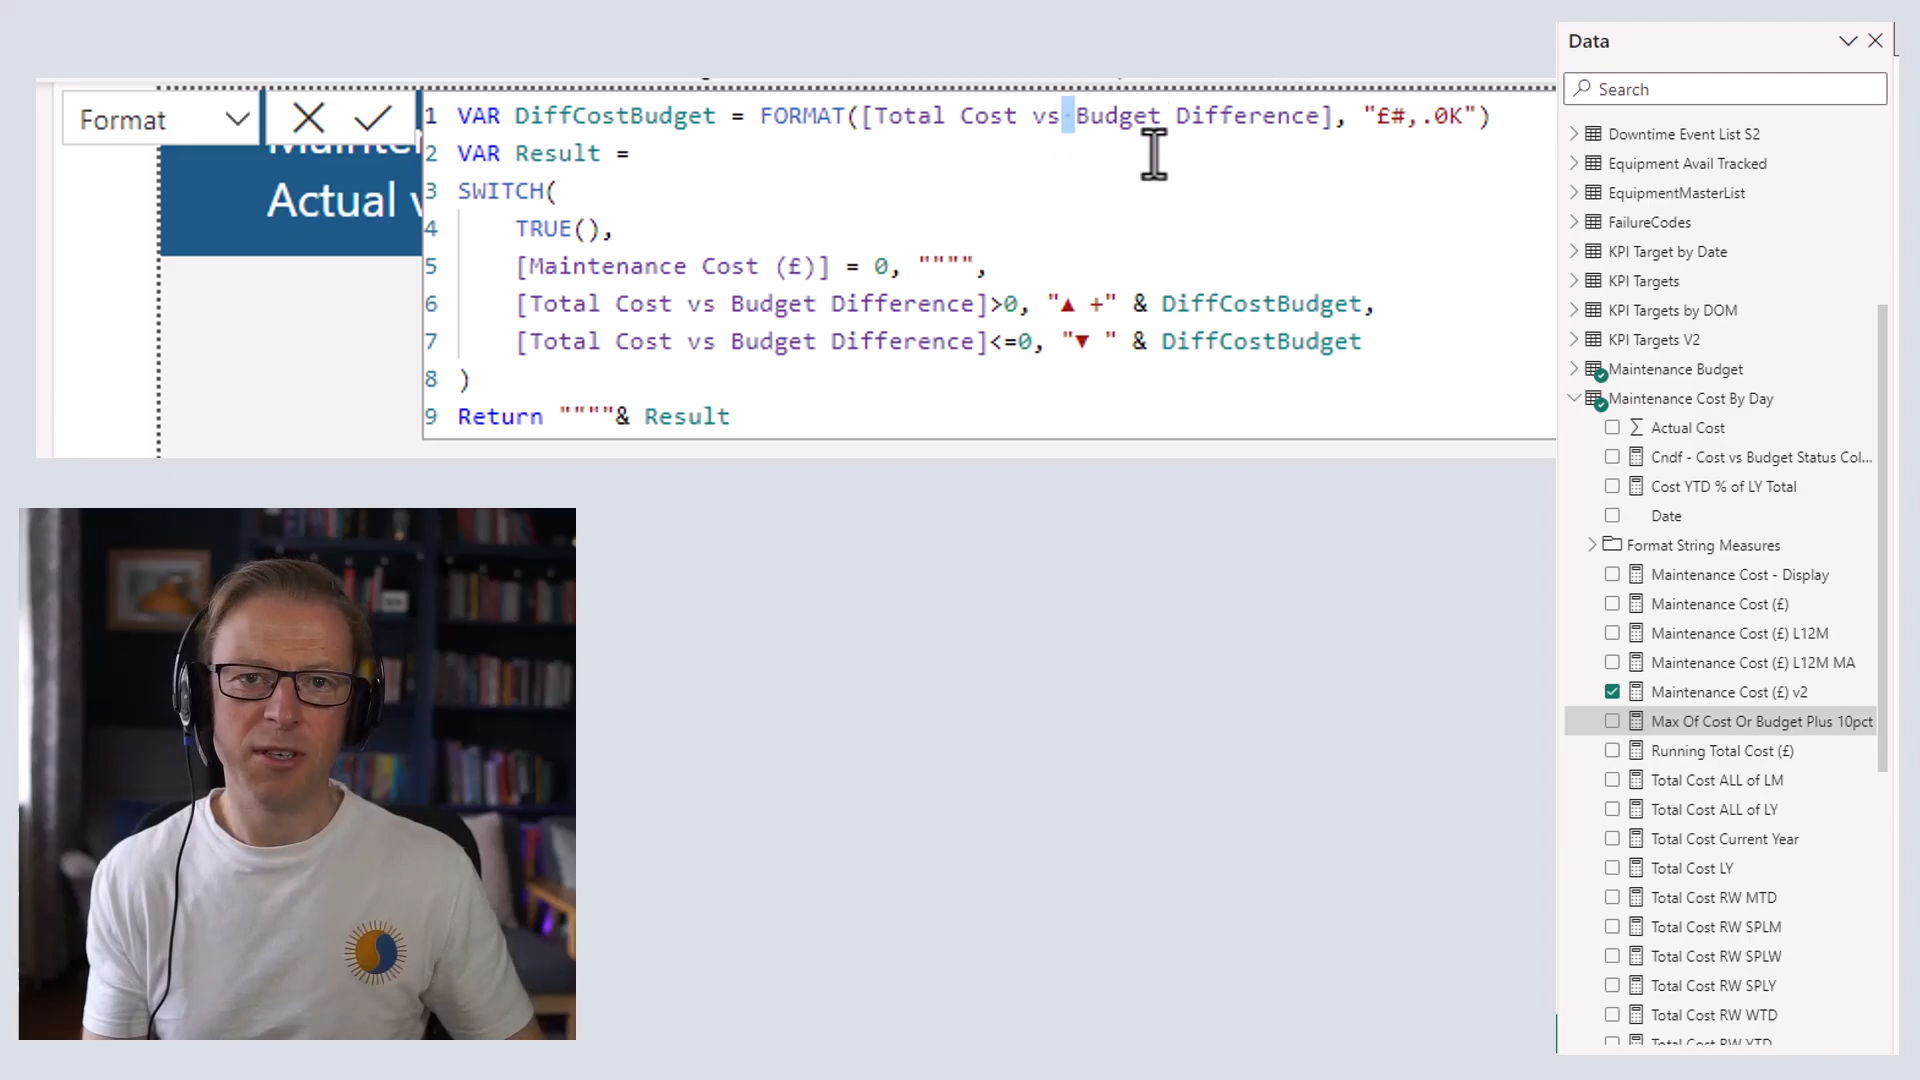 Data
Search
Format
Actual v
1 VAR DiffCostBudget = FORMAT([Total Cost vs Budget Difference], "£#,.0K")
2 VAR Result =
3 SWITCH(
4 TRUE(),
5 [Maintenance Cost (£)] = 0, """",
6 [Total Cost vs Budget Difference]>0, "▲ +" & DiffCostBudget,
7 [Total Cost vs Budget Difference]<=0, "▼ " & DiffCostBudget
8 )
9 Return """"& Result
Downtime Event List S2
Equipment Avail Tracked
EquipmentMasterList
FailureCodes
KPI Target by Date
KPI Targets
KPI Targets by DOM
KPI Targets V2
Maintenance Budget
Maintenance Cost By Day
Actual Cost
Cndf - Cost vs Budget Status Col...
Cost YTD % of LY Total
Date
Format String Measures
Maintenance Cost - Display
Maintenance Cost (£)
Maintenance Cost (£) L12M
Maintenance Cost (£) L12M MA
Maintenance Cost (£) v2
Max Of Cost Or Budget Plus 10pct
Running Total Cost (£)
Total Cost ALL of LM
Total Cost ALL of LY
Total Cost Current Year
Total Cost LY
Total Cost RW MTD
Total Cost RW SPLM
Total Cost RW SPLW
Total Cost RW SPLY
Total Cost RW WTD
Total Cost RW YTD